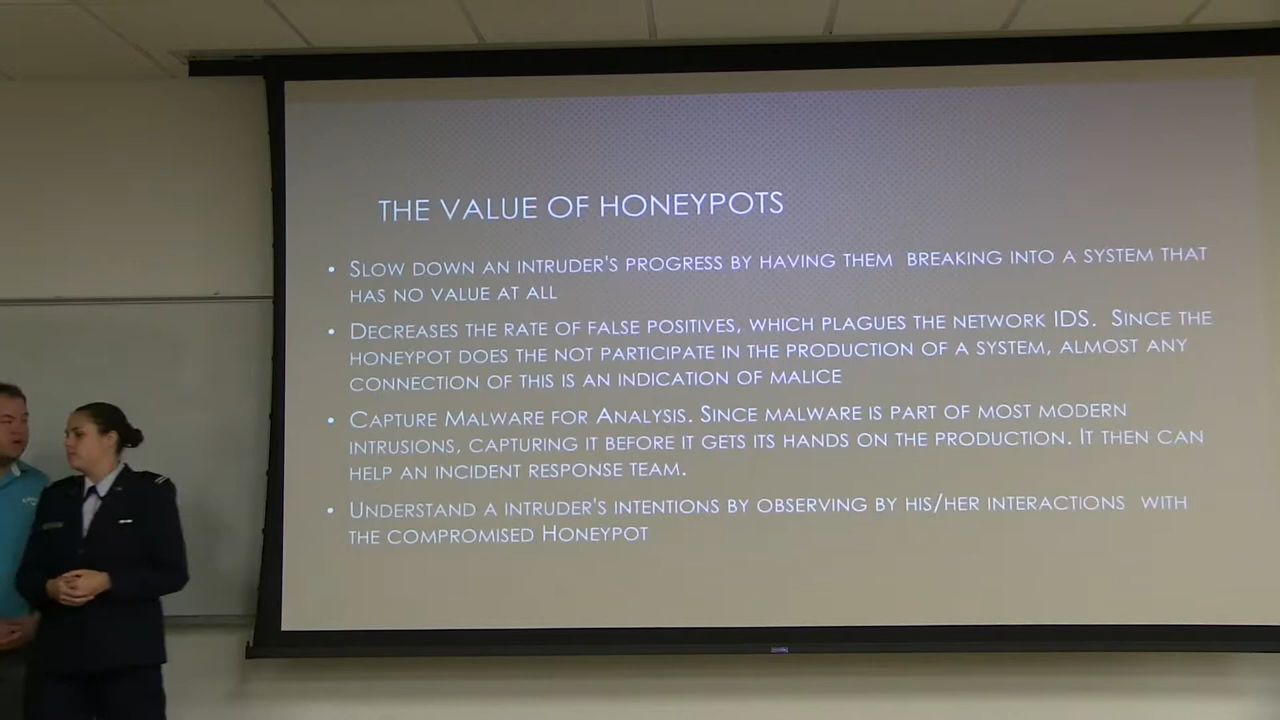 THE VALUE OF HONEYPOTS
• SLOW DOWN AN INTRUDER'S PROGRESS BY HAVING THEM BREAKING INTO A SYSTEM THAT
HAS NO VALUE AT ALL
• DECREASES THE RATE OF FALSE POSITIVES, WHICH PLAGUES THE NETWORK IDS. SINCE THE
HONEYPOT DOES THE NOT PARTICIPATE IN THE PRODUCTION OF A SYSTEM, ALMOST ANY
CONNECTION OF THIS IS AN INDICATION OF MALICE
• CAPTURE MALWARE FOR ANALYSIS. SINCE MALWARE IS PART OF MOST MODERN
INTRUSIONS, CAPTURING IT BEFORE IT GETS ITS HANDS ON THE PRODUCTION. IT THEN CAN
HELP AN INCIDENT RESPONSE TEAM.
• UNDERSTAND A INTRUDER'S INTENTIONS BY OBSERVING BY HIS/HER INTERACTIONS WITH
THE COMPROMISED HONEYPOT